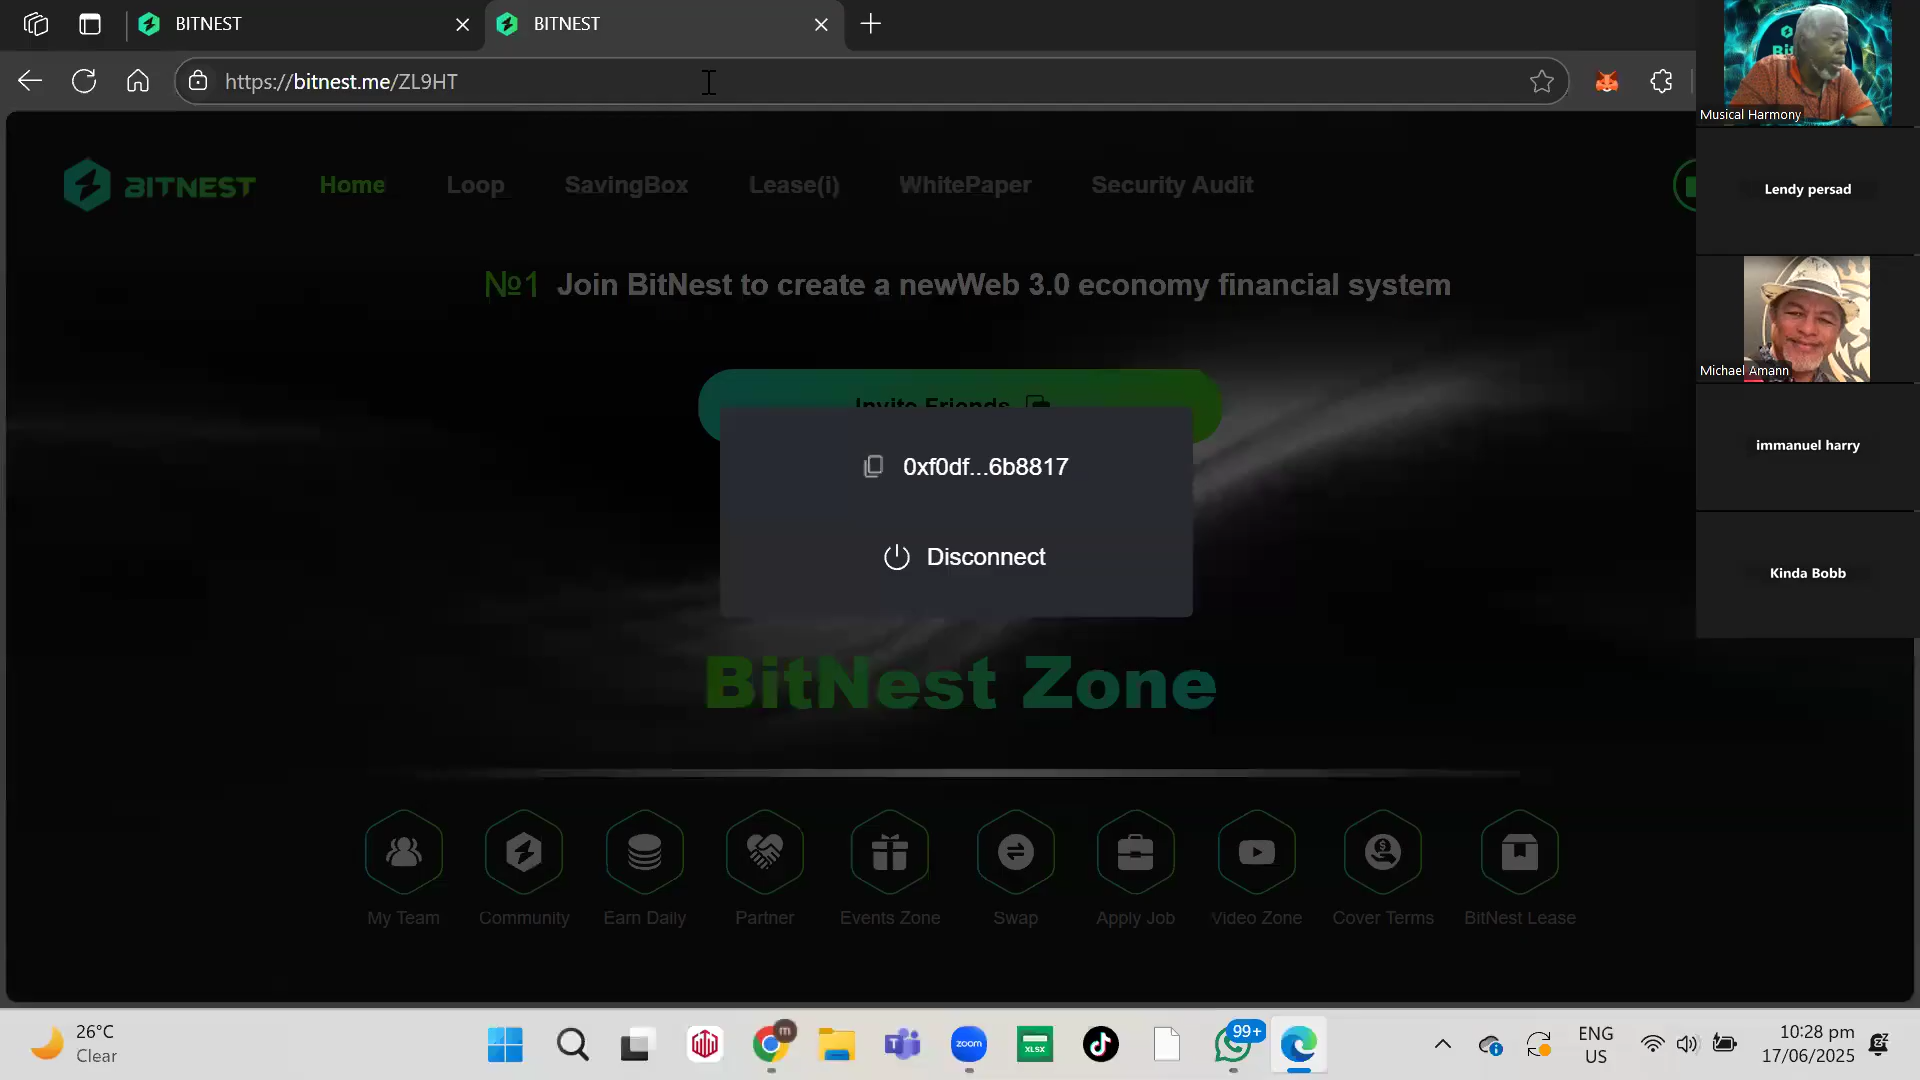 BITNEST
BITNEST
https://bitnest.me/ZL9HT
BITNEST
Home
Loop
SavingBox
Lease(i)
WhitePaper
Security Audit
№1 Join BitNest to create a newWeb 3.0 economy financial system
Invite Friends
0xf0df...6b8817
Disconnect
BitNest Zone
My Team
Community
Earn Daily
Partner
Events Zone
Swap
Apply Job
Video Zone
Cover Terms
BitNest Lease
Musical Harmony
Lendy persad
Michael Amann
immanuel harry
Kinda Bobb
26°C
Clear
m
zoom
XLSX
99+
ENG
US
10:28 pm
17/06/2025